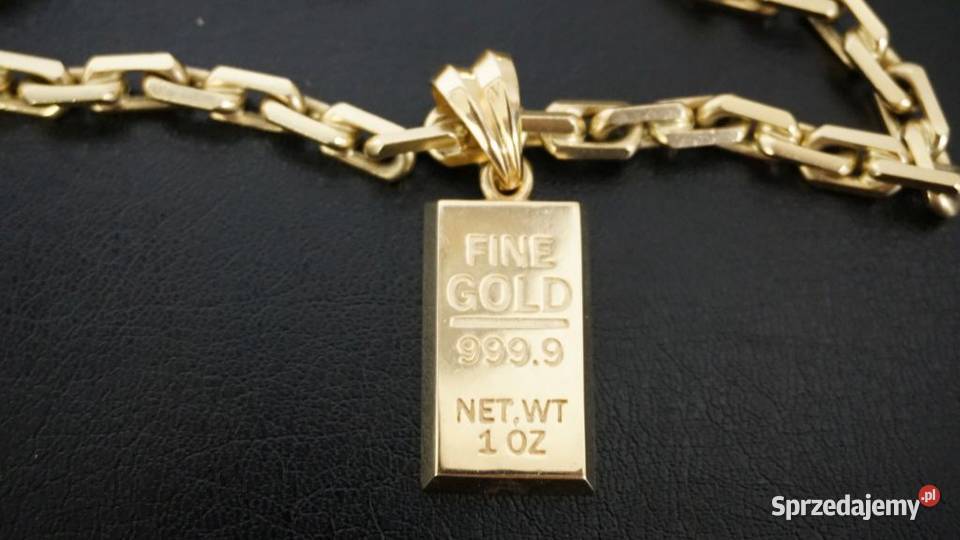 FINE
GOLD
999.9
NET.WT
1 OZ
Sprzedajemy.pl